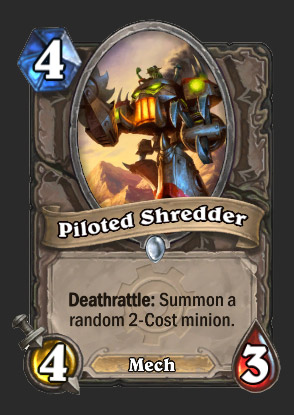 4
Piloted Shredder
Deathrattle: Summon a
random 2-Cost minion.
4
Mech
3